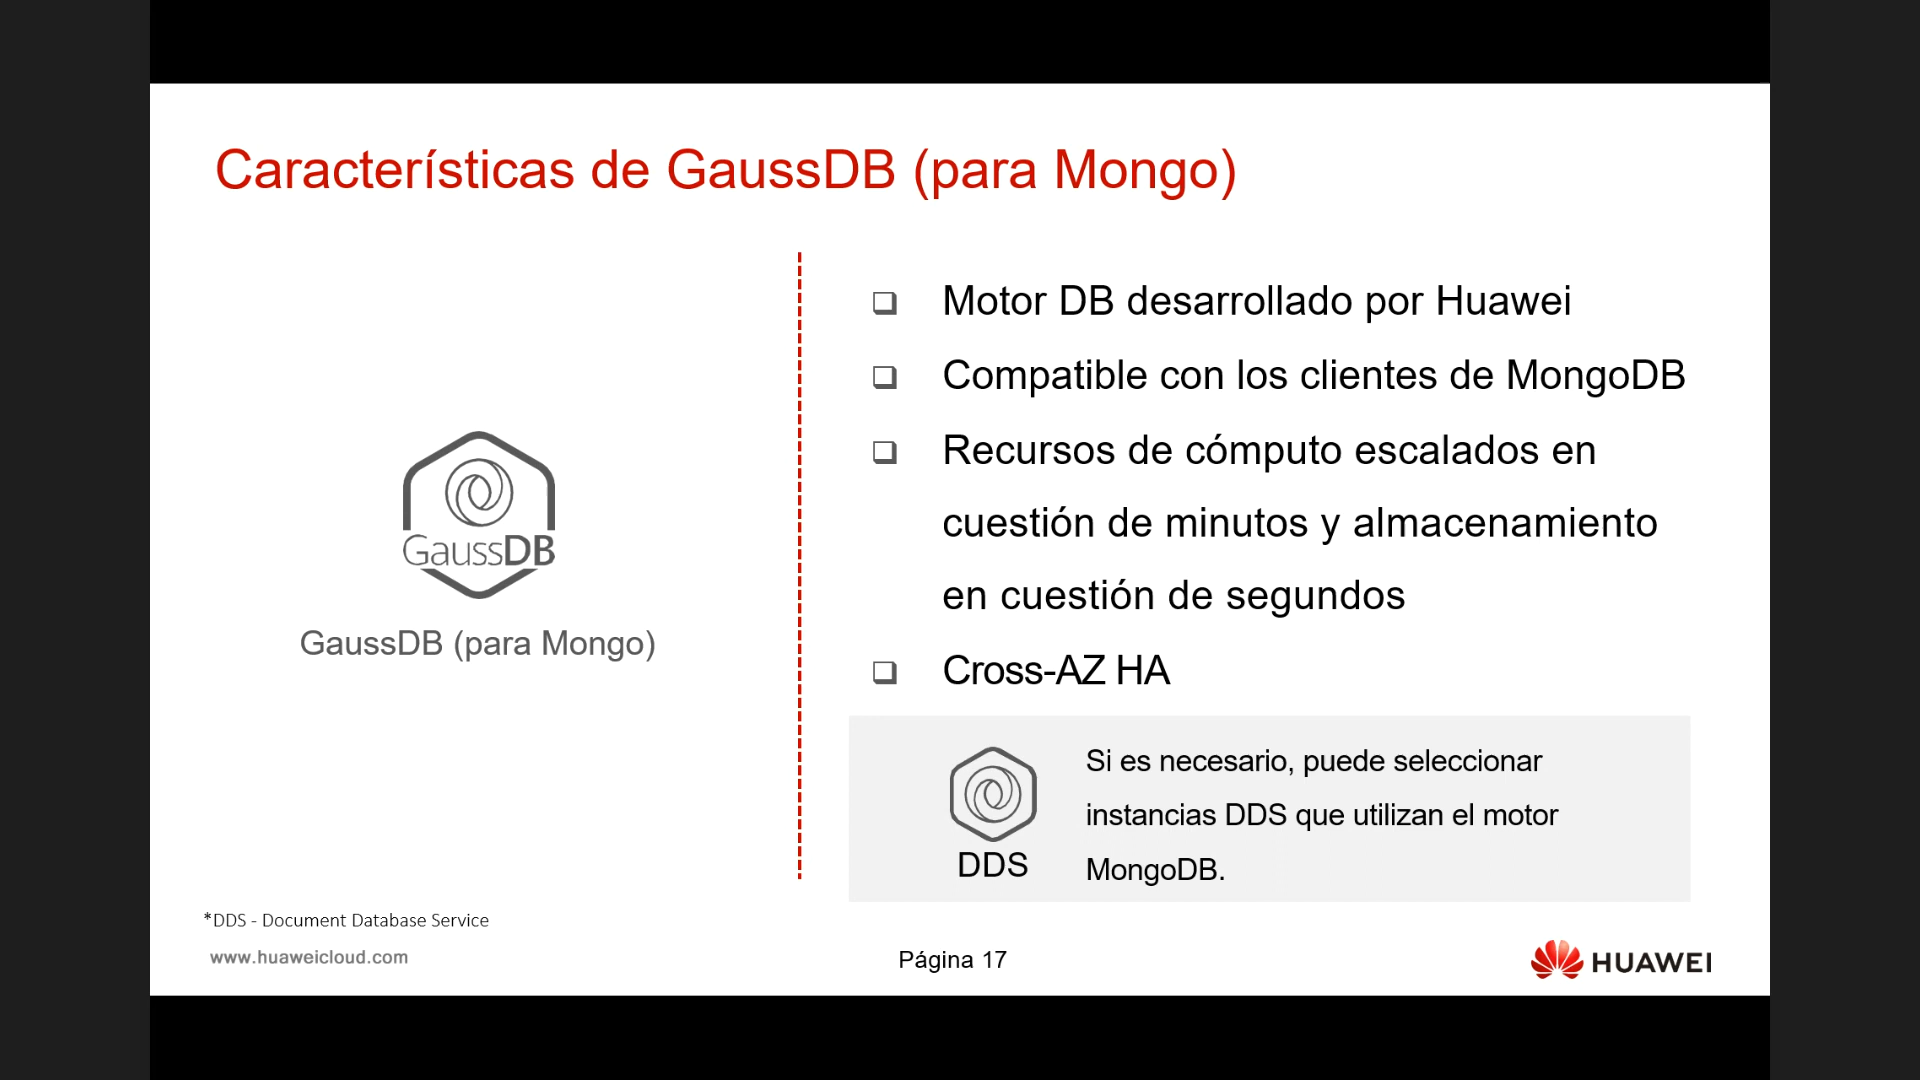 Características de GaussDB (para Mongo)
GaussDB
GaussDB (para Mongo)
❑ Motor DB desarrollado por Huawei
❑ Compatible con los clientes de MongoDB
❑ Recursos de cómputo escalados en
cuestión de minutos y almacenamiento
en cuestión de segundos
❑ Cross-AZ HA
DDS
Si es necesario, puede seleccionar
instancias DDS que utilizan el motor
MongoDB.
*DDS - Document Database Service
www.huaweicloud.com
Página 17
HUAWEI